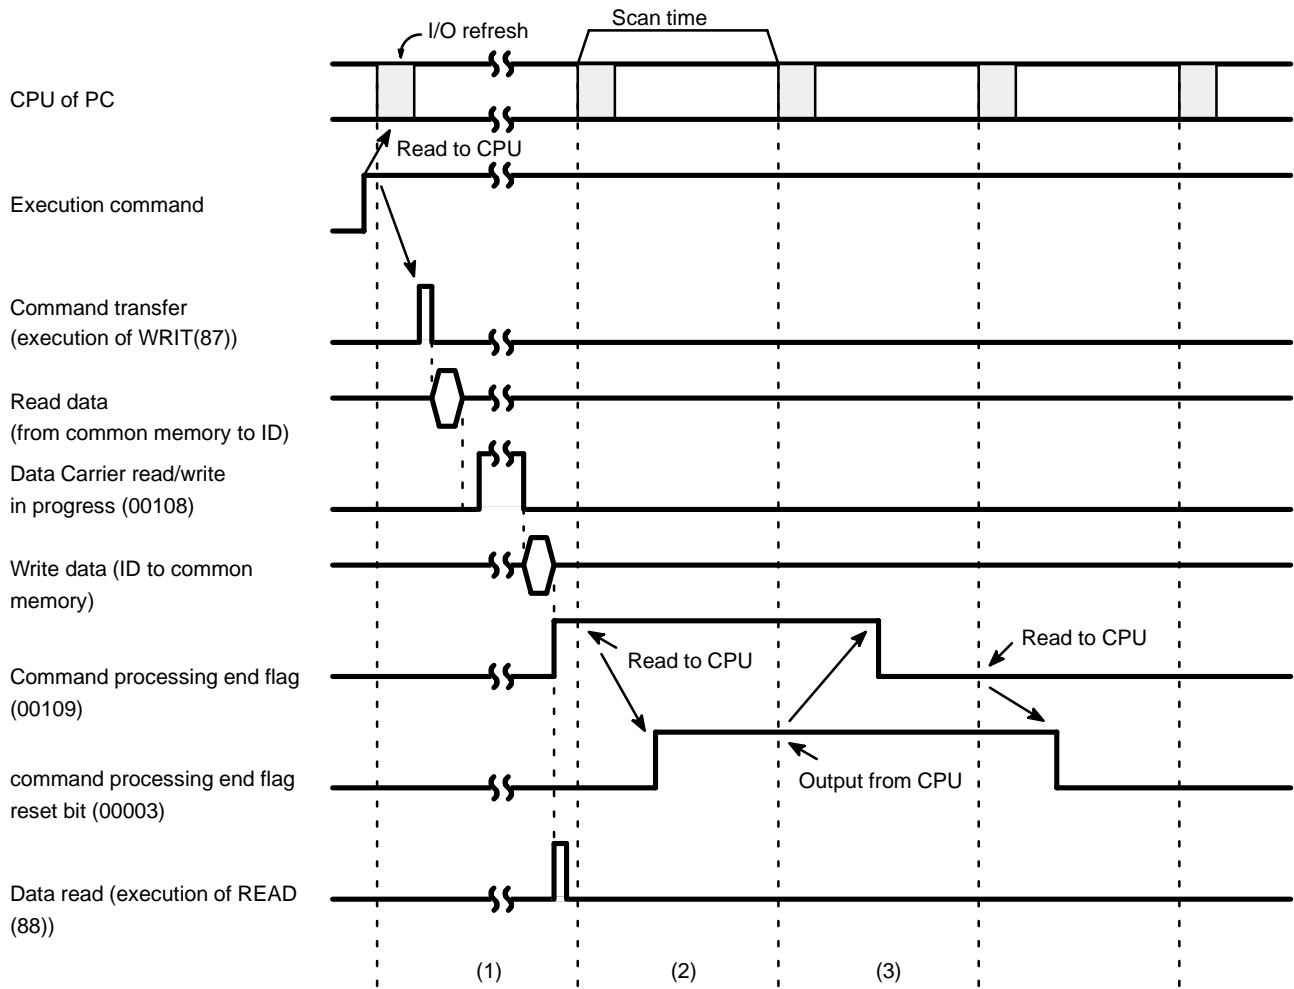 Scan time
I/O refresh
CPU of PC
Read to CPU
Execution command
Command transfer
(execution of WRIT(87))
Read data
(from common memory to ID)
Data Carrier read/write
in progress (00108)
Write data (ID to common
memory)
Read to CPU
Read to CPU
Command processing end flag
(00109)
command processing end flag
reset bit (00003)
Output from CPU
Data read (execution of READ
(88))
(1)
(2)
(3)